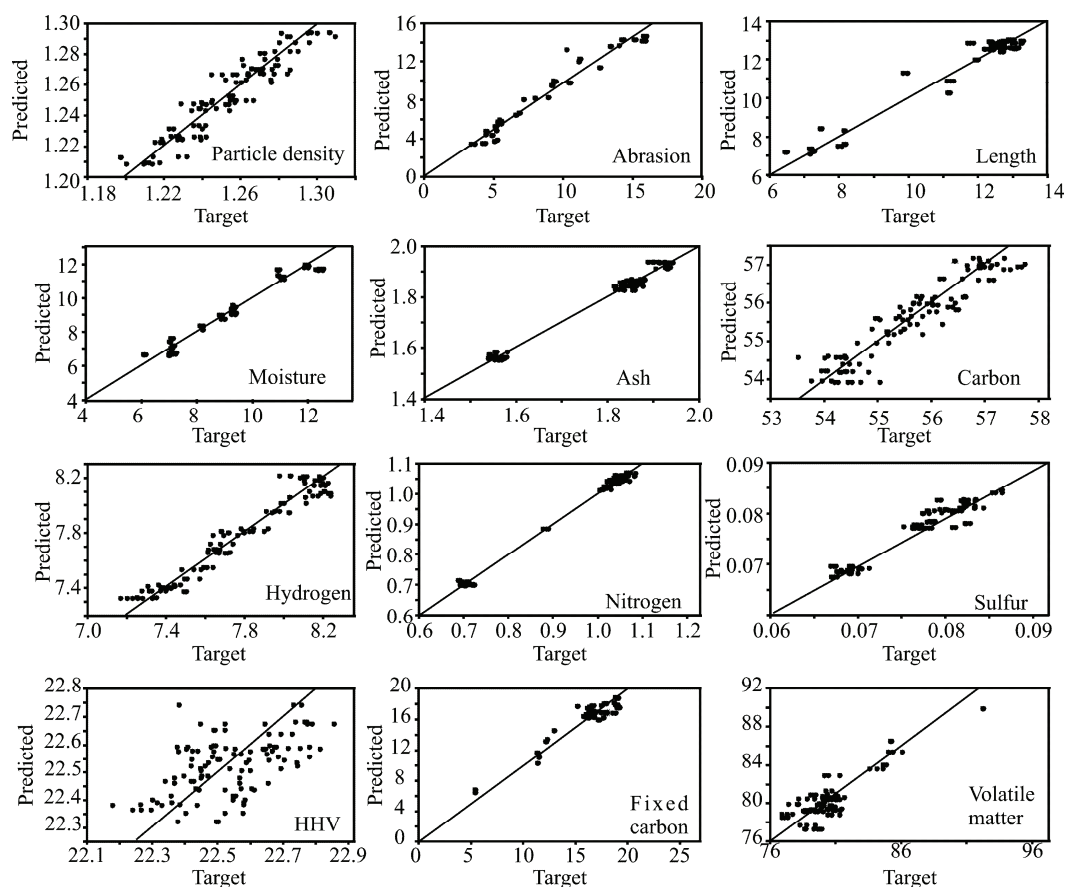 1.30
1.28
1.26
1.24
1.22
1.20
1.18 1.22 1.26 1.30
Predicted
Particle density
Target
16
12
8
4
0
0 5 10 15 20
Predicted
Abrasion
Target
14
12
10
8
6
6 8 10 12 14
Predicted
Length
Target
12
10
8
6
4
4 6 8 10 12
Predicted
Moisture
Target
2.0
1.8
1.6
1.4
1.4 1.6 1.8 2.0
Predicted
Ash
Target
57
56
55
54
53 54 55 56 57 58
Predicted
Carbon
Target
8.2
7.8
7.4
7.0 7.4 7.8 8.2
Predicted
Hydrogen
Target
1.1
1.0
0.9
0.8
0.7
0.6
0.6 0.7 0.8 0.9 1.0 1.1 1.2
Predicted
Nitrogen
Target
0.09
0.08
0.07
0.06 0.07 0.08 0.09
Predicted
Sulfur
Target
22.8
22.7
22.6
22.5
22.4
22.3
22.1 22.3 22.5 22.7 22.9
Predicted
HHV
Target
20
16
12
8
4
0
0 5 10 15 20 25
Predicted
Fixed
carbon
Target
92
88
84
80
76
76 86 96
Predicted
Volatile
matter
Target